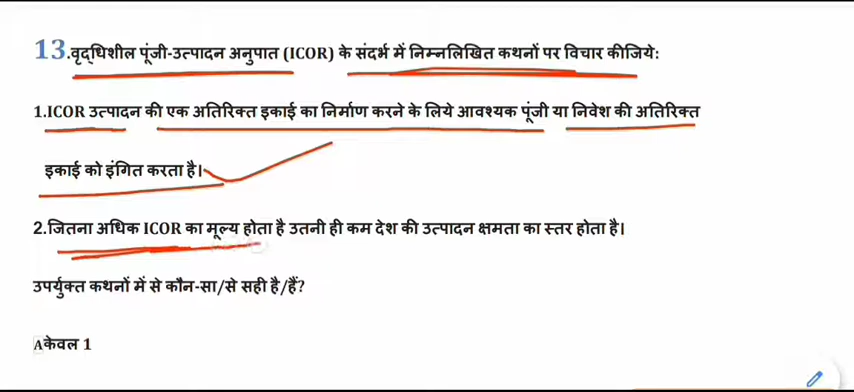 13.वृद्धिशील पूंजी-उत्पादन अनुपात (ICOR) के संदर्भ में निम्नलिखित कथनों पर विचार कीजिये:
1.ICOR उत्पादन की एक अतिरिक्त इकाई का निर्माण करने के लिये आवश्यक पूंजी या निवेश की अतिरिक्त
इकाई को इंगित करता है।
2.जितना अधिक ICOR का मूल्य होता है उतनी ही कम देश की उत्पादन क्षमता का स्तर होता है।
उपर्युक्त कथनों में से कौन-सा/से सही है/हैं?
Aकेवल 1